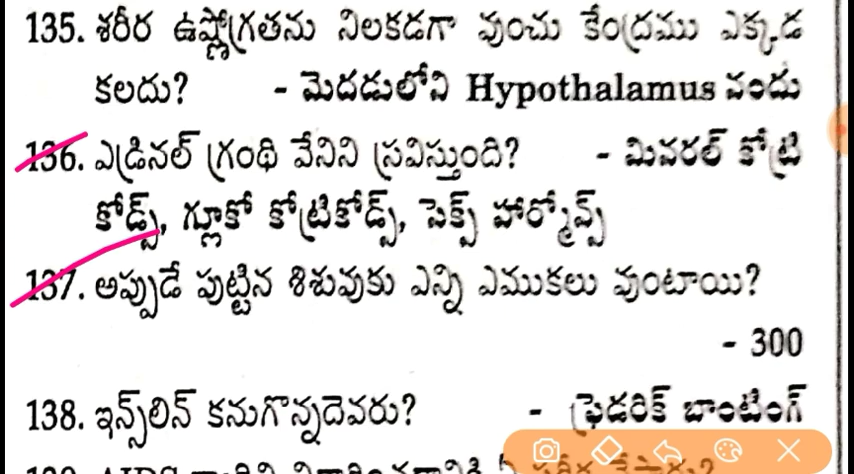 135. శరీర ఉష్ణోగ్రతను నిలకడగా వుంచు కేంద్రము ఎక్కడ
కలదు? - మెదడులోని Hypothalamus నందు
136. ఎడ్రినల్ గ్రంథి వేనిని స్రవిస్తుంది? - మినరల్ కోర్టి
కోడ్స్, గ్లూకో కోర్టికోడ్స్, సెక్స్ హార్మోన్స్
137. అప్పుడే పుట్టిన శిశువుకు ఎన్ని ఎముకలు వుంటాయి?
- 300
138. ఇన్సులిన్ కనుగొన్నదెవరు? - ఫ్రెడరిక్ బాంటింగ్